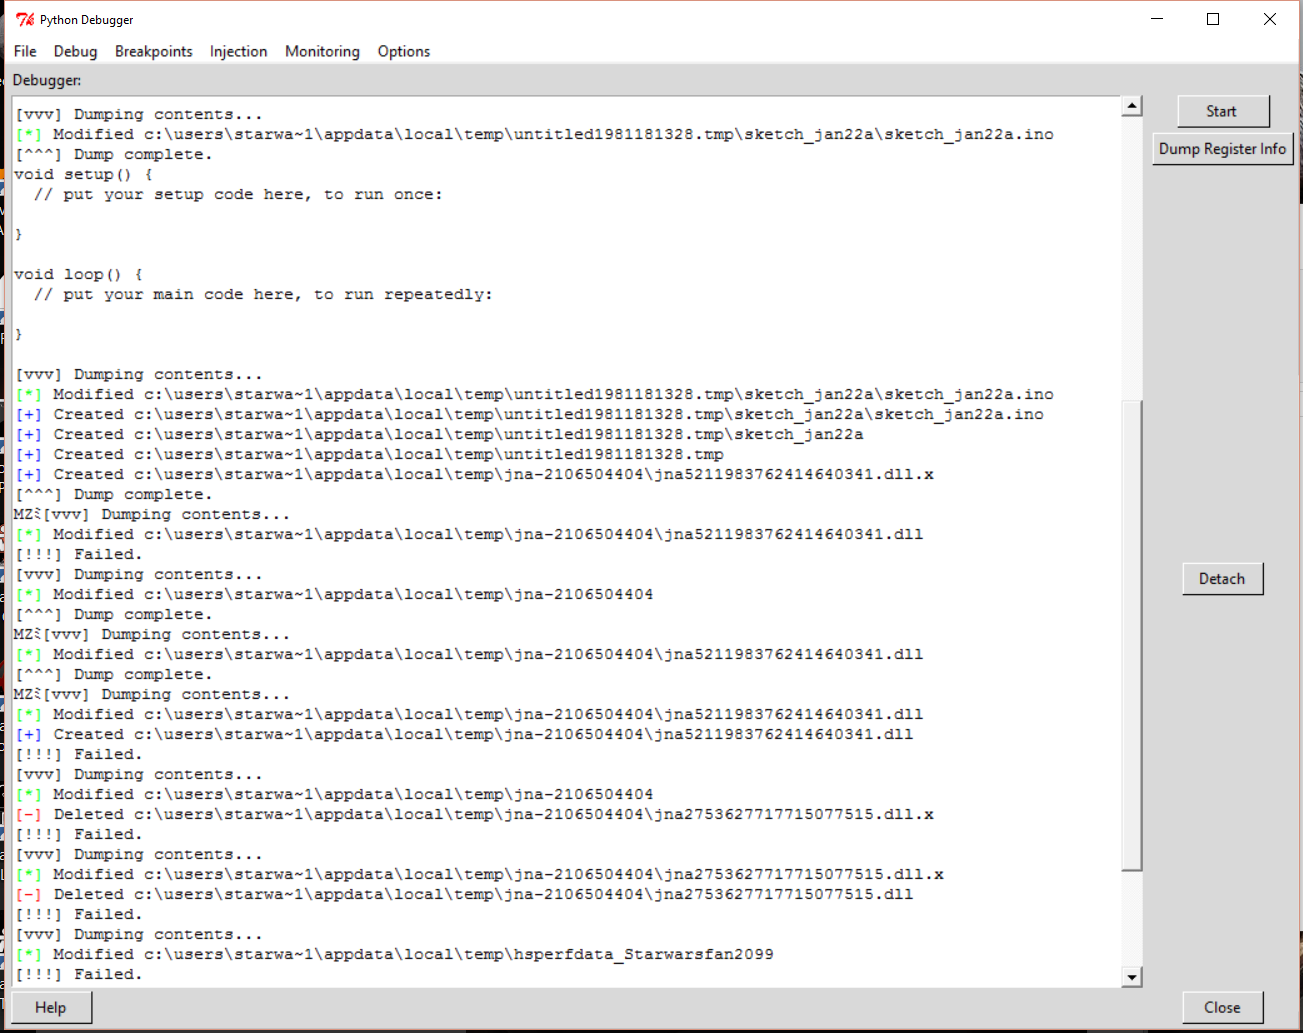 Python Debugger
File Debug Breakpoints Injection Monitoring Options
Debugger:
[vvv] Dumping contents...
[*] Modified c:\users\starwa~1\appdata\local\temp\untitled1981181328.tmp\sketch_jan22a\sketch_jan22a.ino
[^^^] Dump complete.
void setup() {
  // put your setup code here, to run once:
}
void loop() {
  // put your main code here, to run repeatedly:
}
[vvv] Dumping contents...
[*] Modified c:\users\starwa~1\appdata\local\temp\untitled1981181328.tmp\sketch_jan22a\sketch_jan22a.ino
[+] Created c:\users\starwa~1\appdata\local\temp\untitled1981181328.tmp\sketch_jan22a\sketch_jan22a.ino
[+] Created c:\users\starwa~1\appdata\local\temp\untitled1981181328.tmp\sketch_jan22a
[+] Created c:\users\starwa~1\appdata\local\temp\untitled1981181328.tmp
[+] Created c:\users\starwa~1\appdata\local\temp\jna-2106504404\jna5211983762414640341.dll.x
[^^^] Dump complete.
MZ[vvv] Dumping contents...
[*] Modified c:\users\starwa~1\appdata\local\temp\jna-2106504404\jna5211983762414640341.dll
[!!!] Failed.
[vvv] Dumping contents...
[*] Modified c:\users\starwa~1\appdata\local\temp\jna-2106504404
[^^^] Dump complete.
MZ[vvv] Dumping contents...
[*] Modified c:\users\starwa~1\appdata\local\temp\jna-2106504404\jna5211983762414640341.dll
[^^^] Dump complete.
MZ[vvv] Dumping contents...
[*] Modified c:\users\starwa~1\appdata\local\temp\jna-2106504404\jna5211983762414640341.dll
[+] Created c:\users\starwa~1\appdata\local\temp\jna-2106504404\jna5211983762414640341.dll
[!!!] Failed.
[vvv] Dumping contents...
[*] Modified c:\users\starwa~1\appdata\local\temp\jna-2106504404
[-] Deleted c:\users\starwa~1\appdata\local\temp\jna-2106504404\jna2753627717715077515.dll.x
[!!!] Failed.
[vvv] Dumping contents...
[*] Modified c:\users\starwa~1\appdata\local\temp\jna-2106504404\jna2753627717715077515.dll.x
[-] Deleted c:\users\starwa~1\appdata\local\temp\jna-2106504404\jna2753627717715077515.dll
[!!!] Failed.
[vvv] Dumping contents...
[*] Modified c:\users\starwa~1\appdata\local\temp\hsperfdata_Starwarsfan2099
[!!!] Failed.
Start
Dump Register Info
Detach
Help
Close